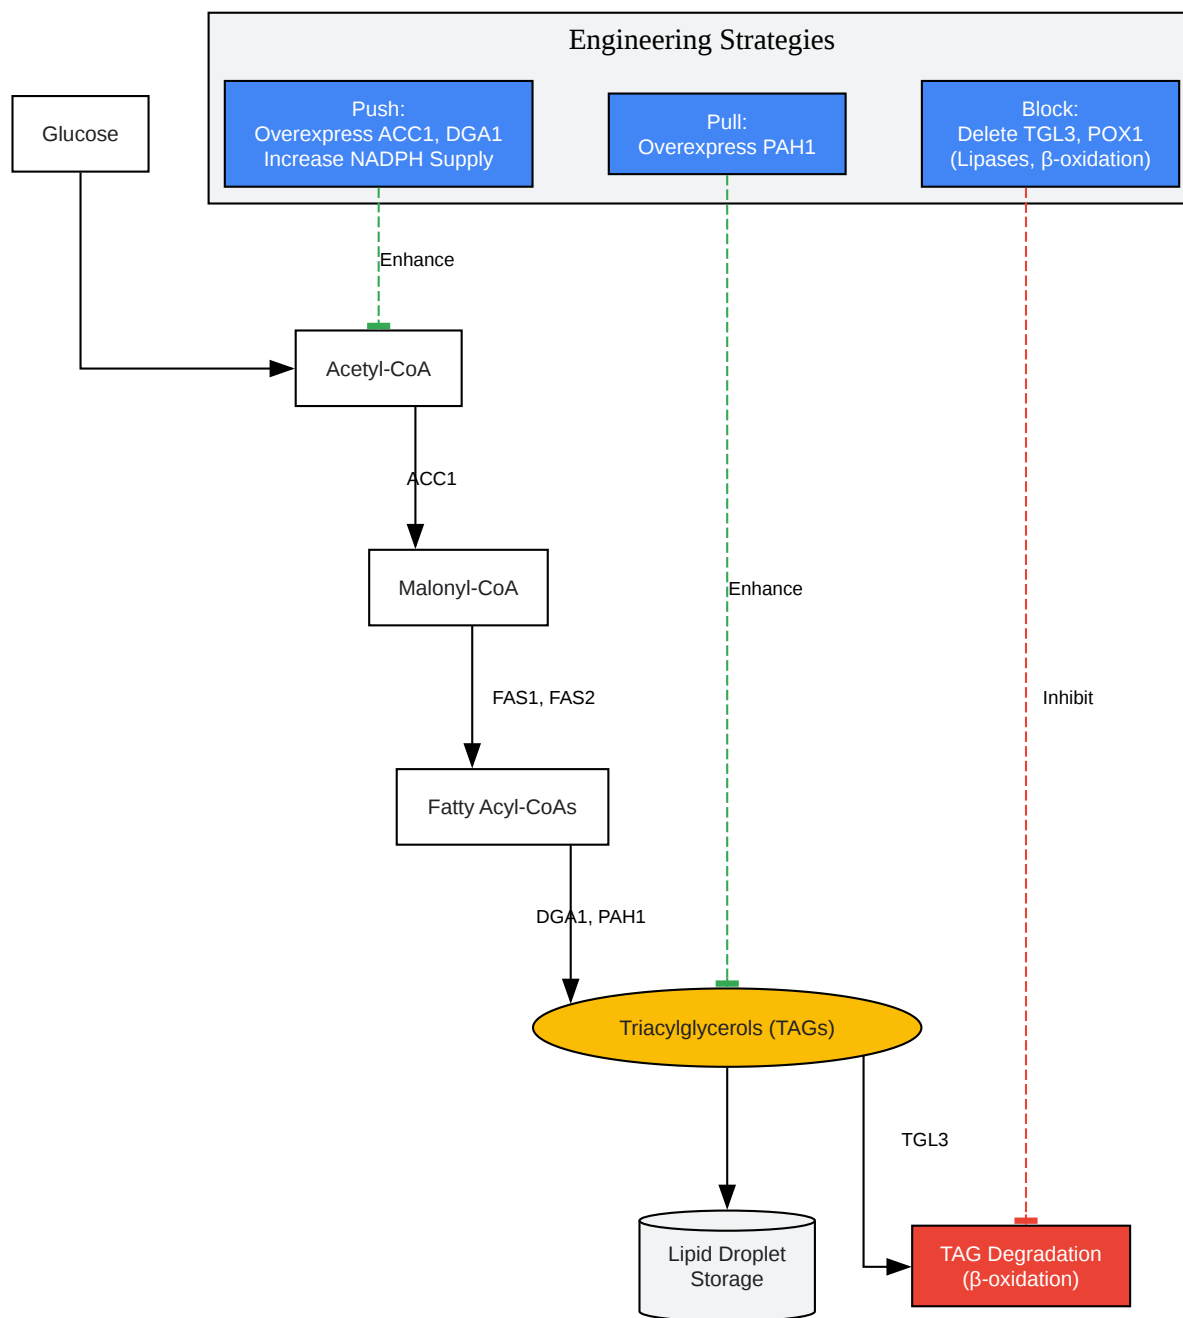 Engineering Strategies
Push:
Overexpress ACC1, DGA1
Increase NADPH Supply
Pull:
Overexpress PAH1
Block:
Delete TGL3, POX1
(Lipases, β-oxidation)
Glucose
Enhance
Acetyl-CoA
ACC1
Malonyl-CoA
Enhance
FAS1, FAS2
Inhibit
Fatty Acyl-CoAs
DGA1, PAH1
Triacylglycerols (TAGs)
TGL3
Lipid Droplet
Storage
TAG Degradation
(β-oxidation)